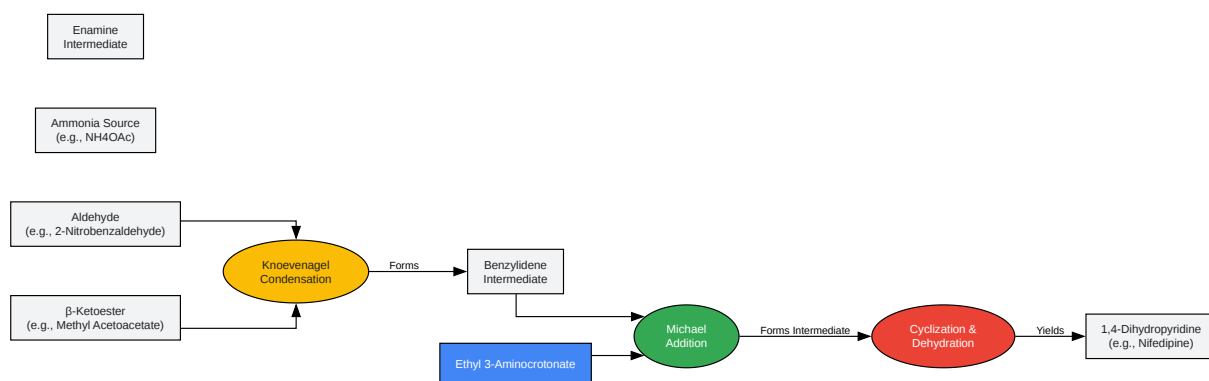 Enamine
Intermediate
Ammonia Source
(e.g., NH4OAc)
Aldehyde
(e.g., 2-Nitrobenzaldehyde)
β-Ketoester
(e.g., Methyl Acetoacetate)
Knoevenagel
Condensation
Forms
Benzylidene
Intermediate
Ethyl 3-Aminocrotonate
Michael
Addition
Forms Intermediate
Cyclization &
Dehydration
Yields
1,4-Dihydropyridine
(e.g., Nifedipine)